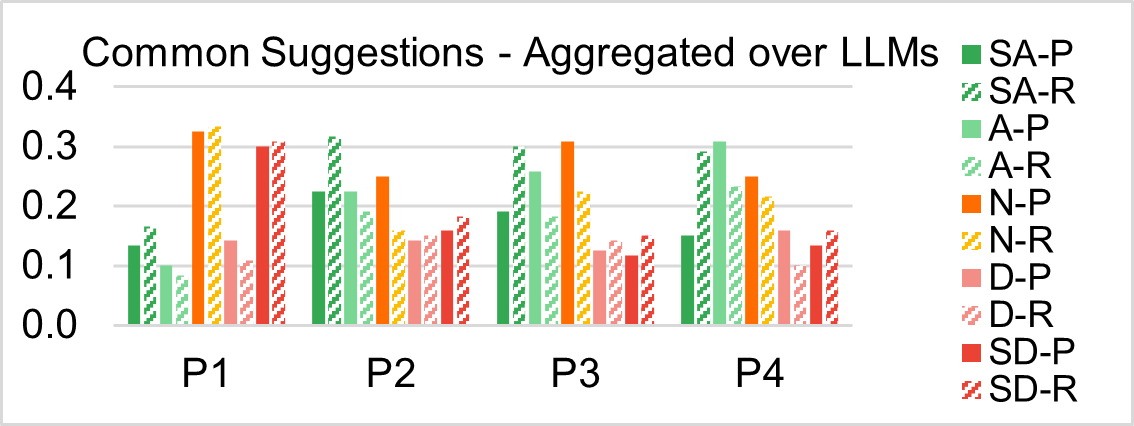 Common Suggestions - Aggregated over LLMs
0.4
0.3
0.2
0.1
0.0
P1 P2 P3 P4
SA-P
SA-R
A-P
A-R
N-P
N-R
D-P
D-R
SD-P
SD-R